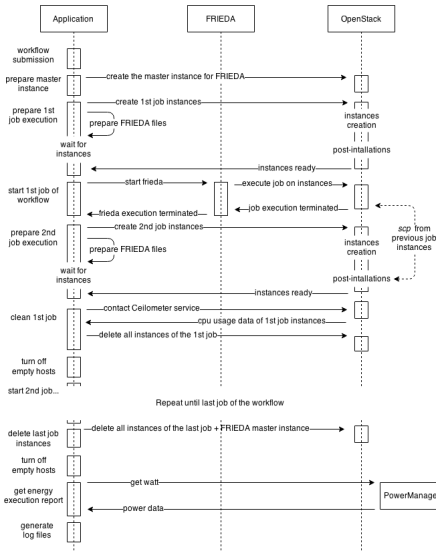 Application
FRIEDA
OpenStack
workflow
submission
prepare master
instance
create the master instance for FRIEDA
prepare 1st
job execution
create 1st job instances
prepare FRIEDA files
instances
creation
wait for
instances
post-intallations
instances ready
start 1st job of
workflow
start frieda
execute job on instances
frieda execution terminated
job execution terminated
prepare 2nd
job execution
create 2nd job instances
prepare FRIEDA files
instances
creation
scp from
previous job
instances
wait for
instances
post-intallations
instances ready
clean 1st job
contact Ceilometer service
cpu usage data of 1st job instances
delete all instances of the 1st job
turn off
empty hosts
start 2nd job...
Repeat until last job of the workflow
delete last job
instances
delete all instances of the last job + FRIEDA master instance
turn off
empty hosts
get energy
execution report
get watt
power data
PowerManage
generate
log files